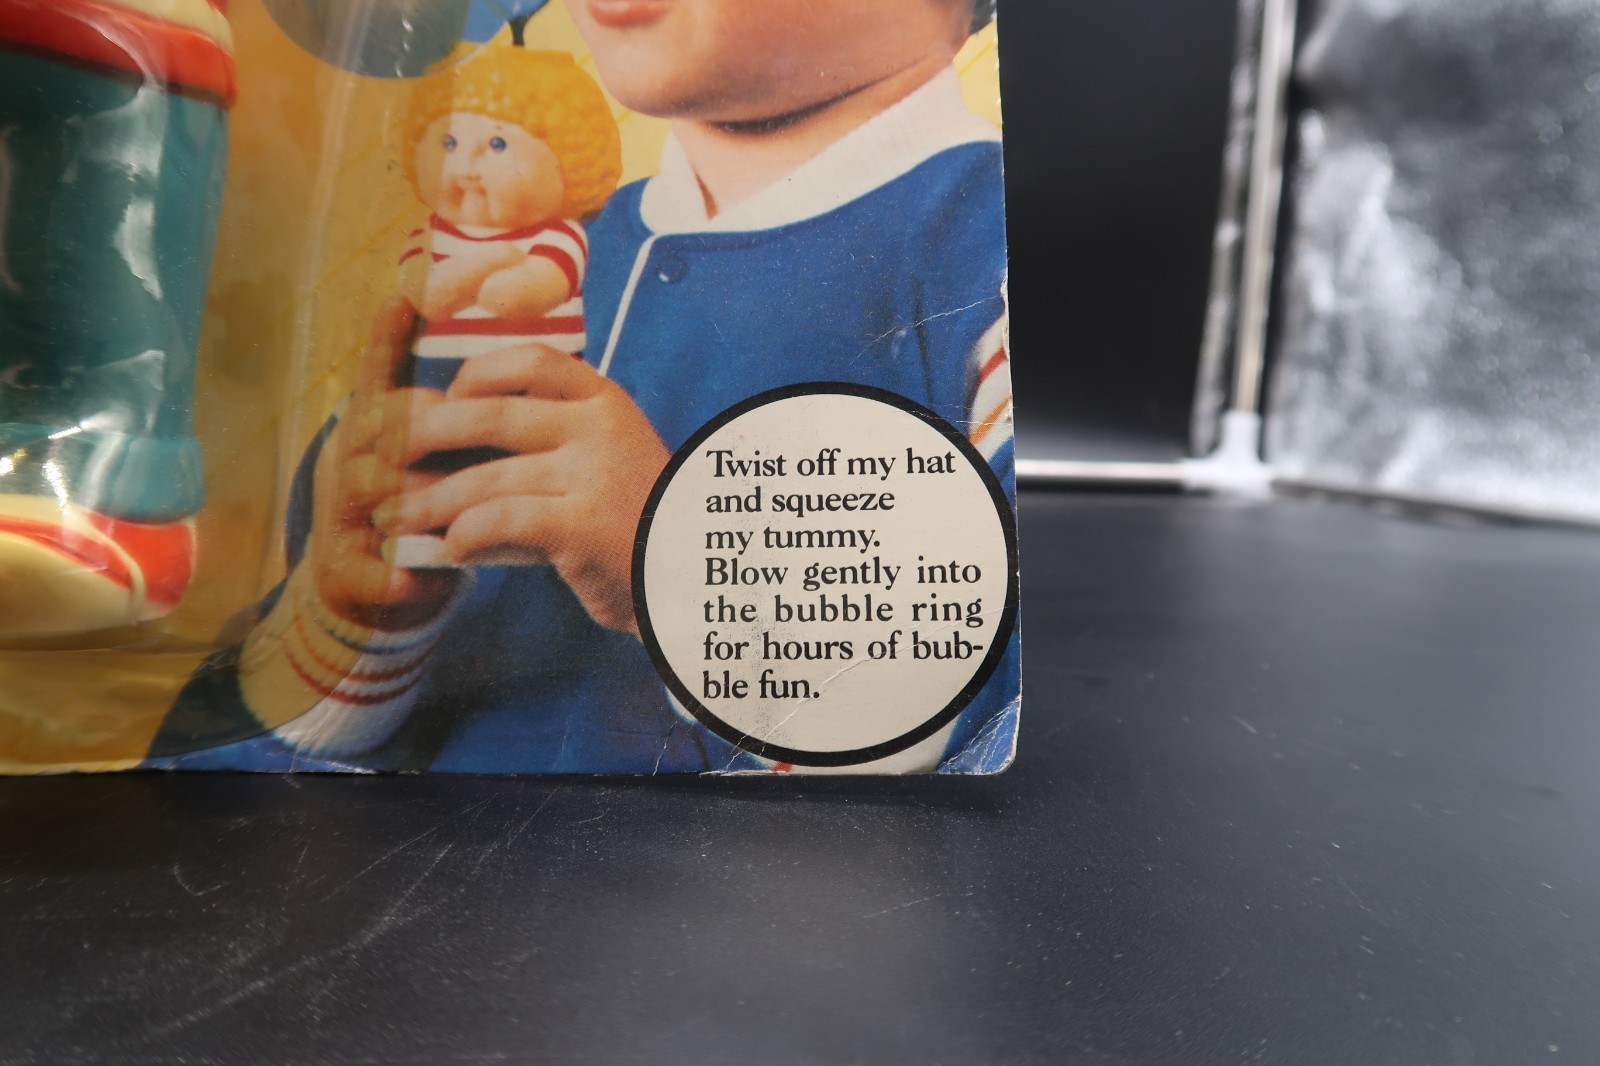 Twist off my hat
and squeeze
my tummy.
Blow gently into
the bubble ring
for hours of bub-
ble fun.